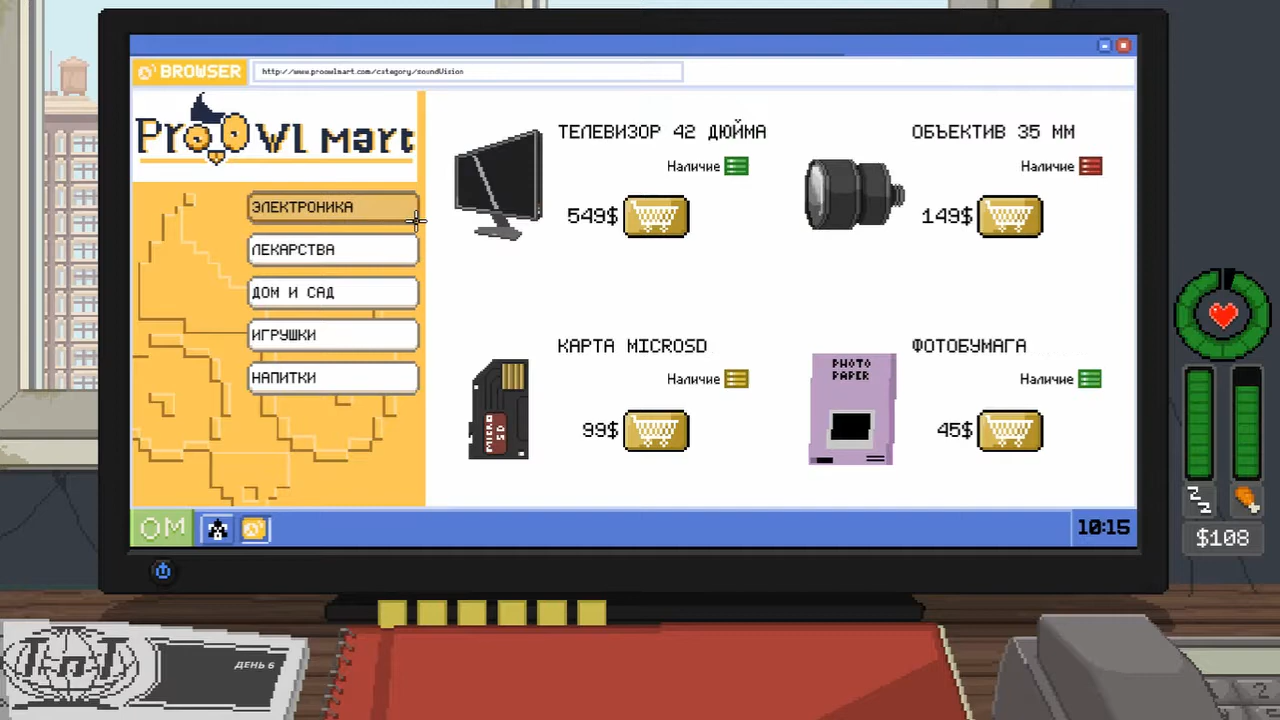 BROWSER
http://www.proowlmart.com/category/soundVision
PrOOwl mart
ЭЛЕКТРОНИКА
ЛЕКАРСТВА
ДОМ И САД
ИГРУШКИ
НАПИТКИ
ТЕЛЕВИЗОР 42 ДЮЙМА
Наличие
549$
ОБЪЕКТИВ 35 ММ
Наличие
149$
MICRO SD
КАРТА MICROSD
Наличие
99$
PHOTO
PAPER
ФОТОБУМАГА
Наличие
45$
OM
10:15
$108
TnT
ДЕНЬ 6
2